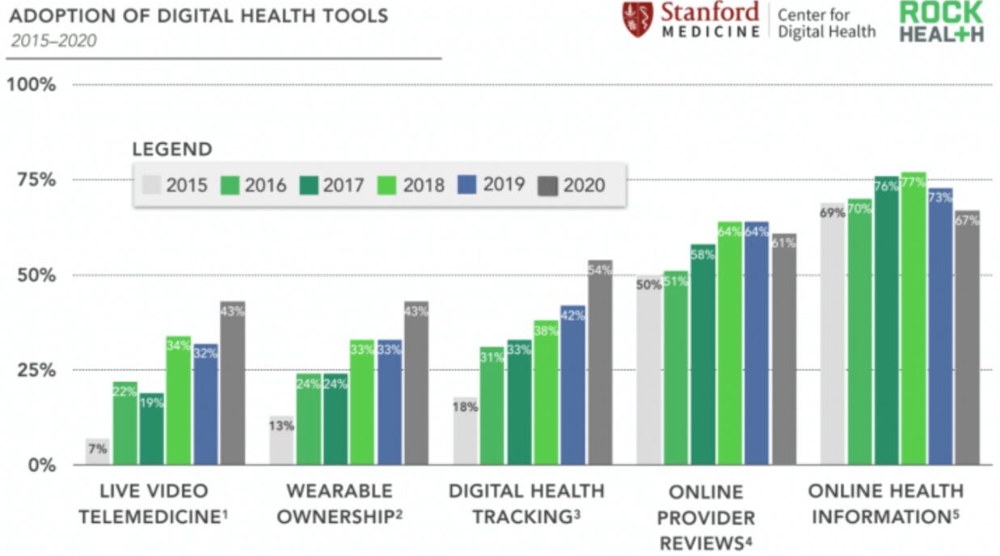 ADOPTION OF DIGITAL HEALTH TOOLS
2015–2020
Stanford
MEDICINE
Center for
Digital Health
ROCK
HEALTH
100%
LEGEND
75%
2015 2016 2017 2018 2019 2020
50%
25%
0%
7% 22% 19% 34% 32% 43%
13% 24% 24% 33% 33% 43%
18% 31% 33% 38% 42% 54%
50% 51% 58% 64% 64% 61%
69% 70% 76% 77% 73% 67%
LIVE VIDEO
TELEMEDICINE¹
WEARABLE
OWNERSHIP²
DIGITAL HEALTH
TRACKING³
ONLINE
PROVIDER
REVIEWS⁴
ONLINE HEALTH
INFORMATION⁵